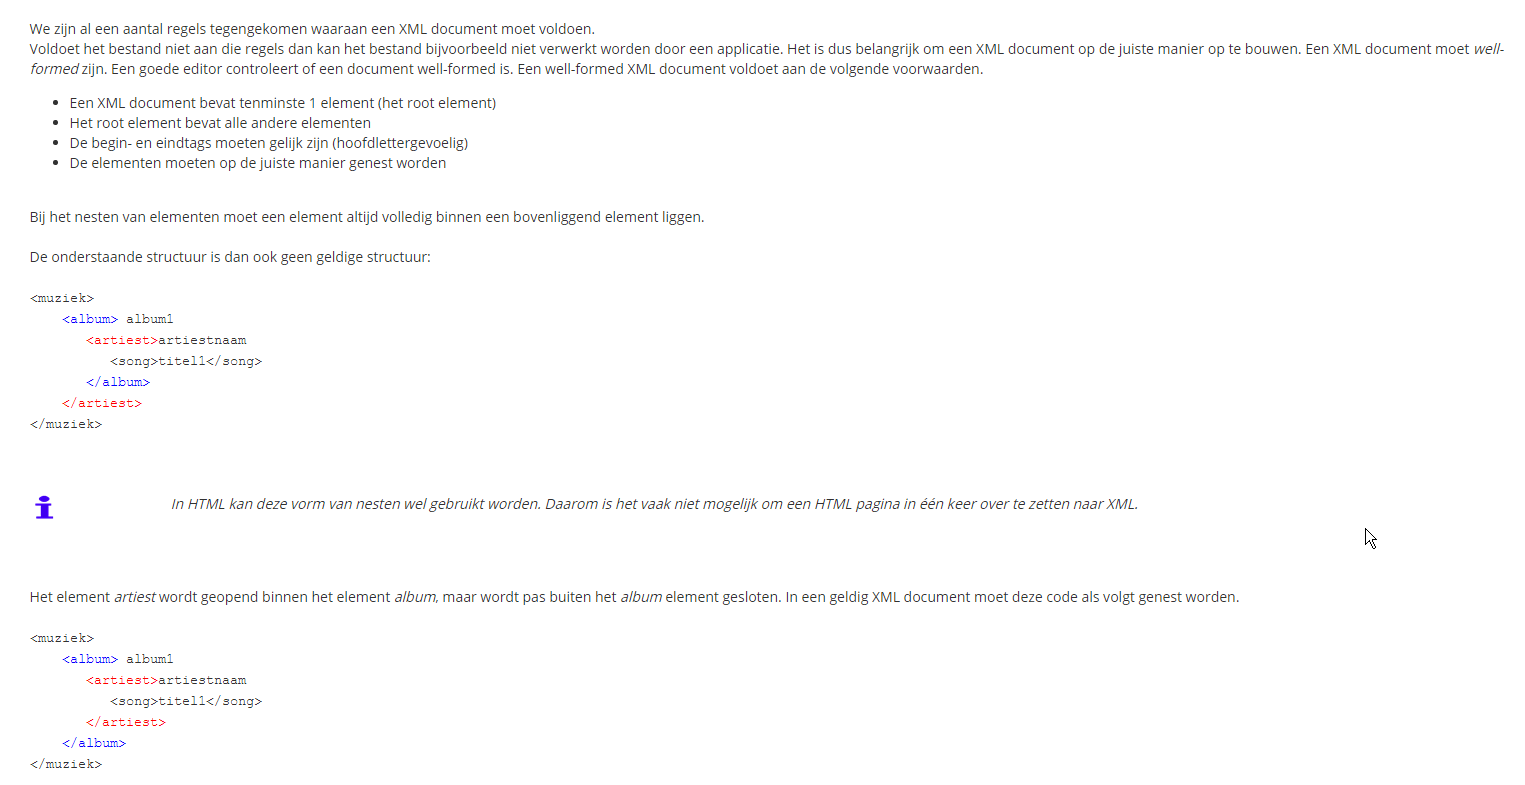 We zijn al een aantal regels tegengekomen waaraan een XML document moet voldoen.
Voldoet het bestand niet aan die regels dan kan het bestand bijvoorbeeld niet verwerkt worden door een applicatie. Het is dus belangrijk om een XML document op de juiste manier op te bouwen. Een XML document moet well-
formed zijn. Een goede editor controleert of een document well-formed is. Een well-formed XML document voldoet aan de volgende voorwaarden.
• Een XML document bevat tenminste 1 element (het root element)
• Het root element bevat alle andere elementen
• De begin- en eindtags moeten gelijk zijn (hoofdlettergevoelig)
• De elementen moeten op de juiste manier genest worden
Bij het nesten van elementen moet een element altijd volledig binnen een bovenliggend element liggen.
De onderstaande structuur is dan ook geen geldige structuur:
<muziek>
<album> album1
<artiest>artiestnaam
<song>titel1</song>
</album>
</artiest>
</muziek>
In HTML kan deze vorm van nesten wel gebruikt worden. Daarom is het vaak niet mogelijk om een HTML pagina in één keer over te zetten naar XML.
Het element artiest wordt geopend binnen het element album, maar wordt pas buiten het album element gesloten. In een geldig XML document moet deze code als volgt genest worden.
<muziek>
<album> album1
<artiest>artiestnaam
<song>titel1</song>
</artiest>
</album>
</muziek>